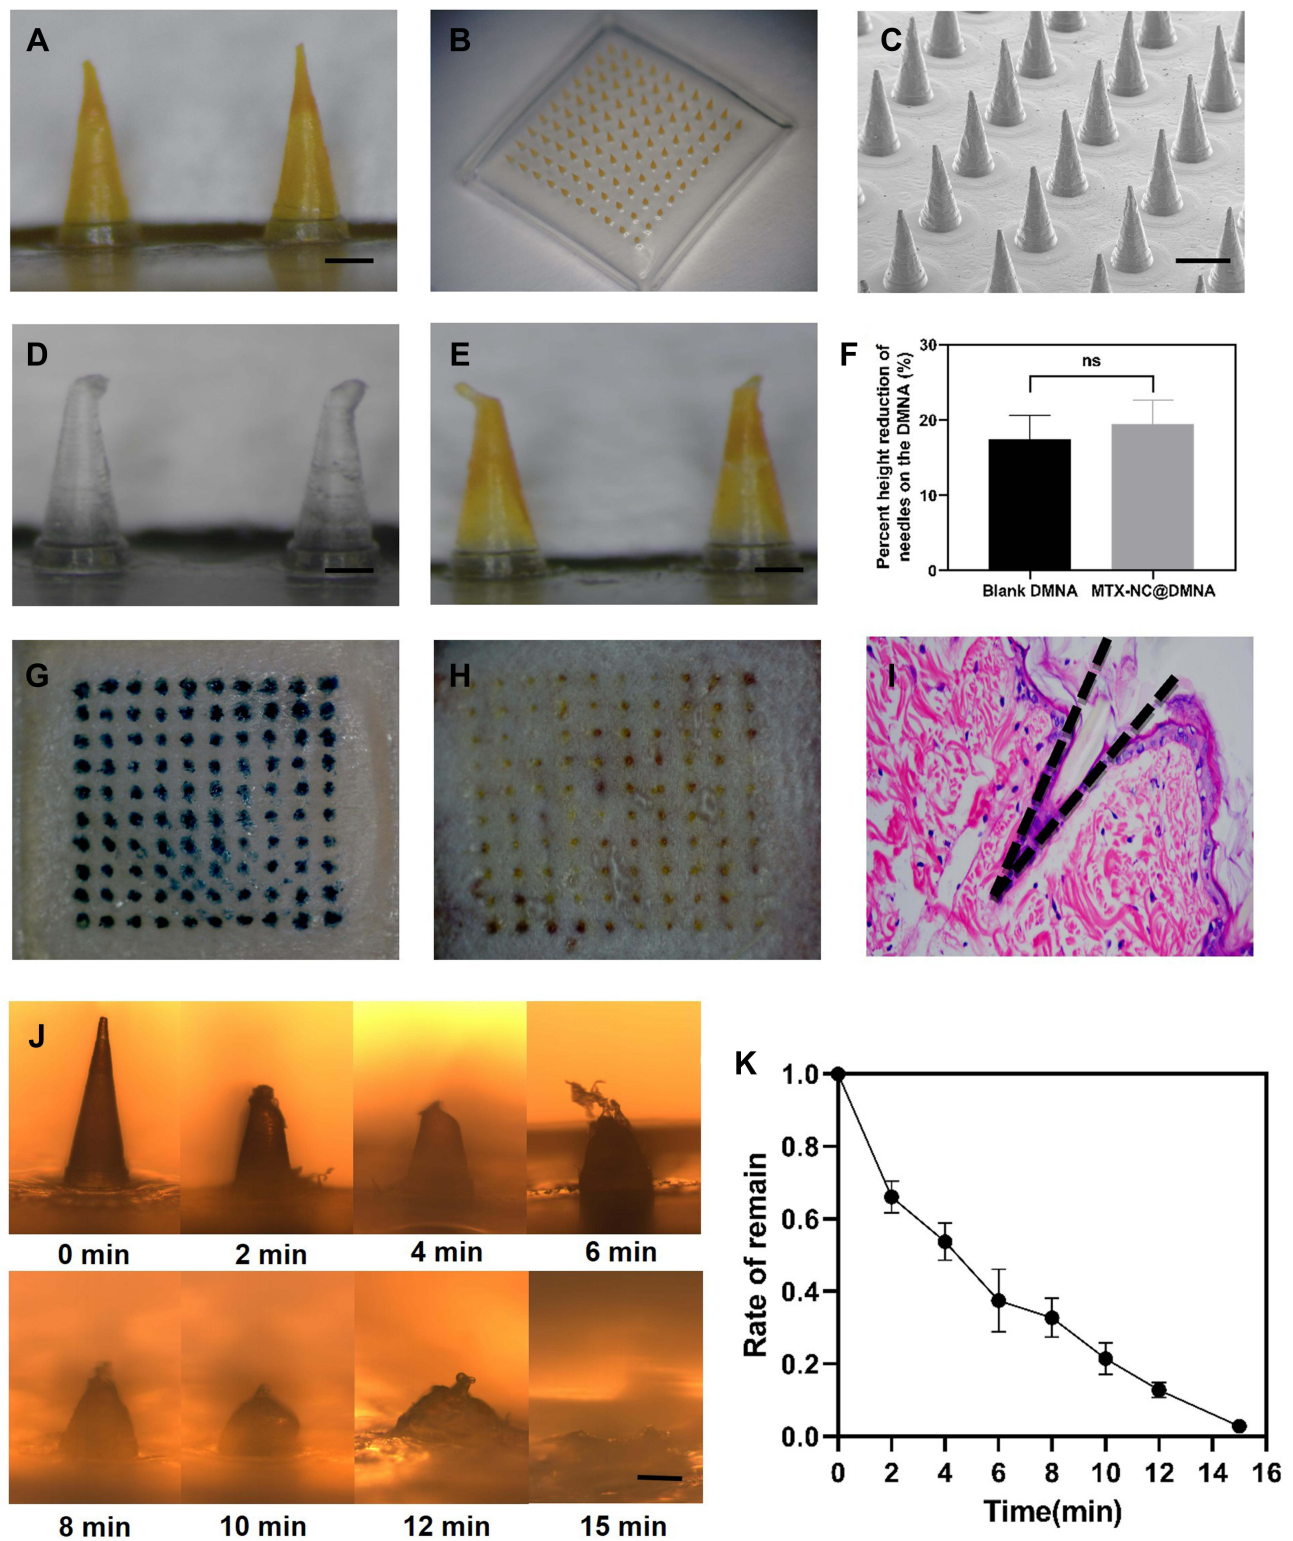 A
B
C
D
E
F
Percent height reduction of
needles on the DMNA (%)
30
20
10
0
ns
Blank DMNA
MTX-NC@DMNA
G
H
I
J
0 min
2 min
4 min
6 min
8 min
10 min
12 min
15 min
K
Rate of remain
1.0
0.8
0.6
0.4
0.2
0.0
0 2 4 6 8 10 12 14 16
Time(min)